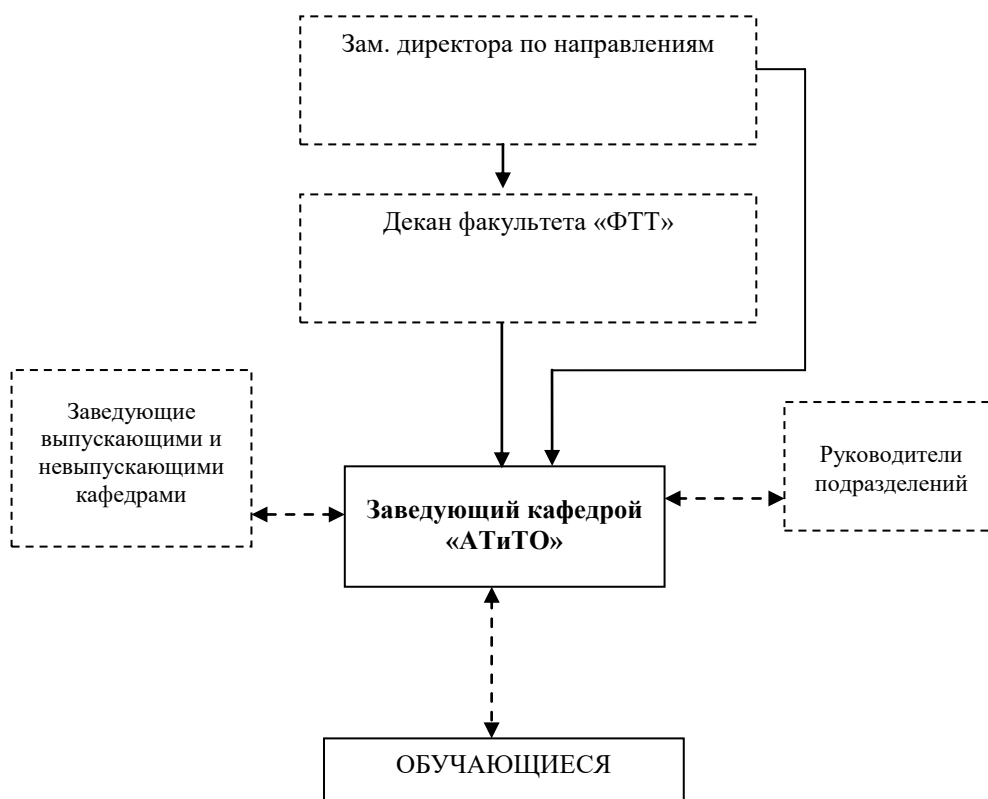 Зам. директора по направлениям
Декан факультета «ФТТ»
Заведующие
выпускающими и
невыпускающими
кафедрами
Руководители
подразделений
Заведующий кафедрой
«АТиТО»
ОБУЧАЮЩИЕСЯ